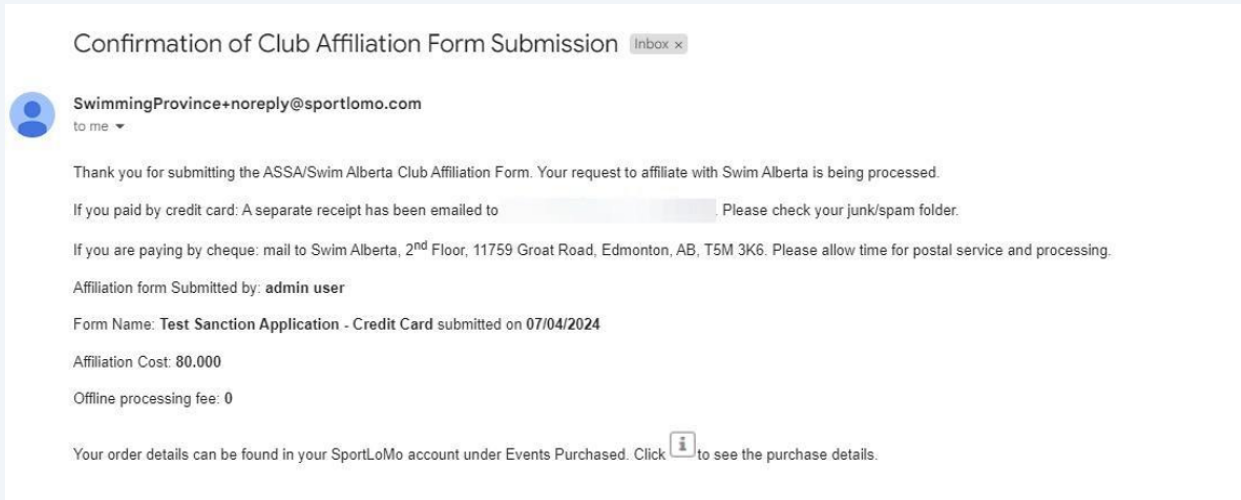 Confirmation of Club Affiliation Form Submission Inbox x
SwimmingProvince+noreply@sportlomo.com
to me
Thank you for submitting the ASSA/Swim Alberta Club Affiliation Form. Your request to affiliate with Swim Alberta is being processed.
If you paid by credit card: A separate receipt has been emailed to . Please check your junk/spam folder.
If you are paying by cheque: mail to Swim Alberta, 2nd Floor, 11759 Groat Road, Edmonton, AB, T5M 3K6. Please allow time for postal service and processing.
Affiliation form Submitted by: admin user
Form Name: Test Sanction Application - Credit Card submitted on 07/04/2024
Affiliation Cost: 80.000
Offline processing fee: 0
Your order details can be found in your SportLoMo account under Events Purchased. Click i to see the purchase details.